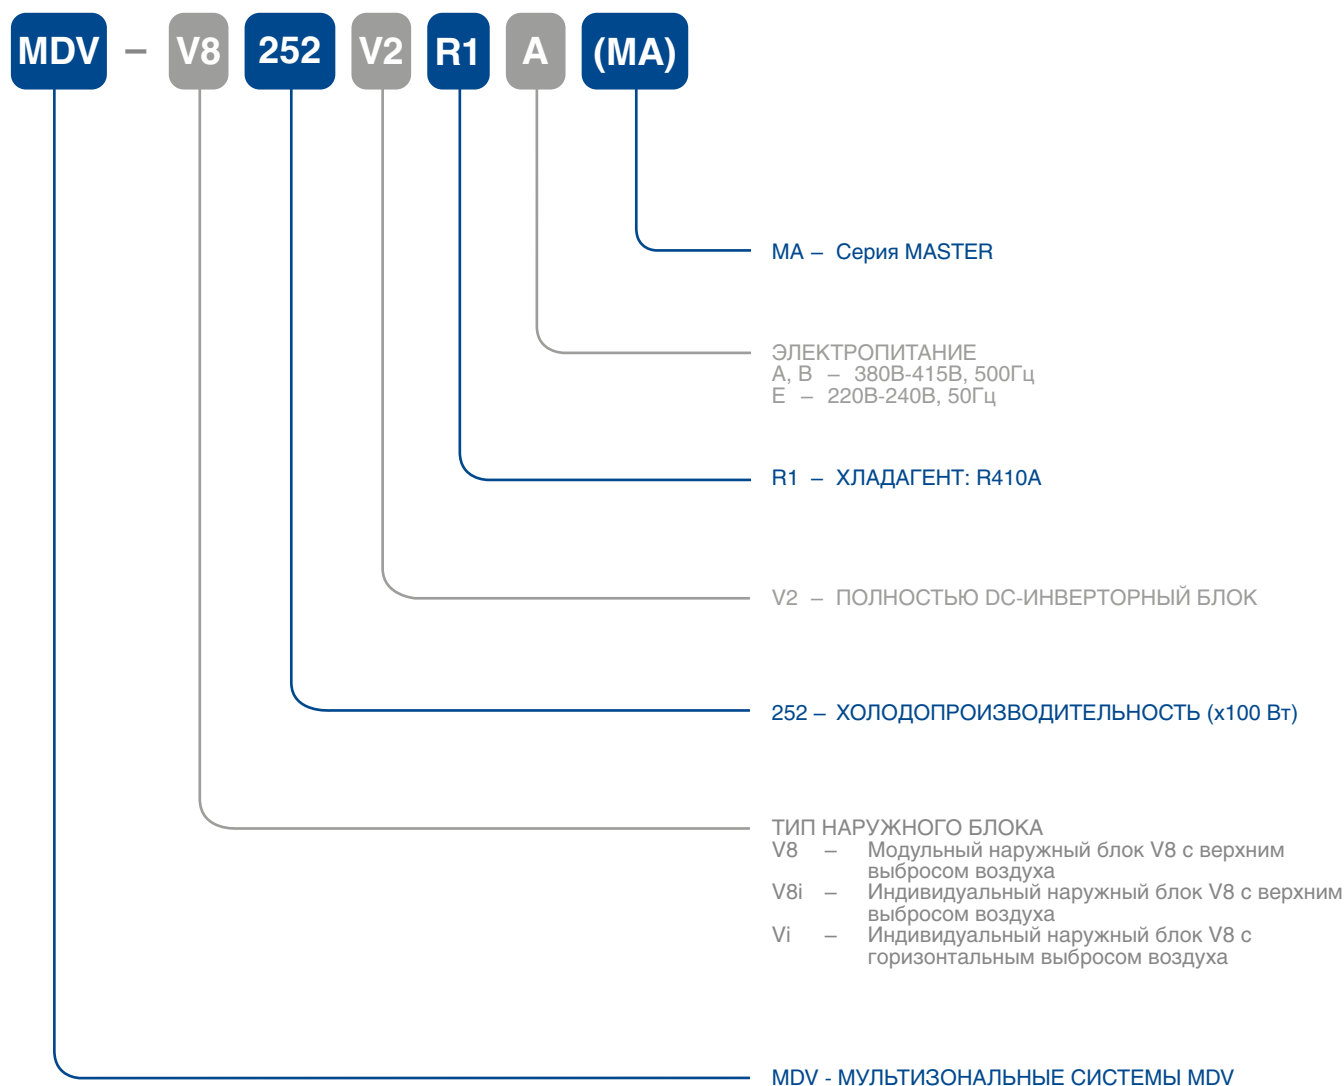 MDV – V8 252 V2 R1 A (MA)
MA – Серия MASTER
ЭЛЕКТРОПИТАНИЕ
A, B – 380В-415В, 500Гц
E – 220В-240В, 50Гц
R1 – ХЛАДАГЕНТ: R410A
V2 – ПОЛНОСТЬЮ DC-ИНВЕРТОРНЫЙ БЛОК
252 – ХОЛОДОПРОИЗВОДИТЕЛЬНОСТЬ (x100 Вт)
ТИП НАРУЖНОГО БЛОКА
V8 – Модульный наружный блок V8 с верхним
выбросом воздуха
V8i – Индивидуальный наружный блок V8 с верхним
выбросом воздуха
Vi – Индивидуальный наружный блок V8 с
горизонтальным выбросом воздуха
MDV - МУЛЬТИЗОНАЛЬНЫЕ СИСТЕМЫ MDV